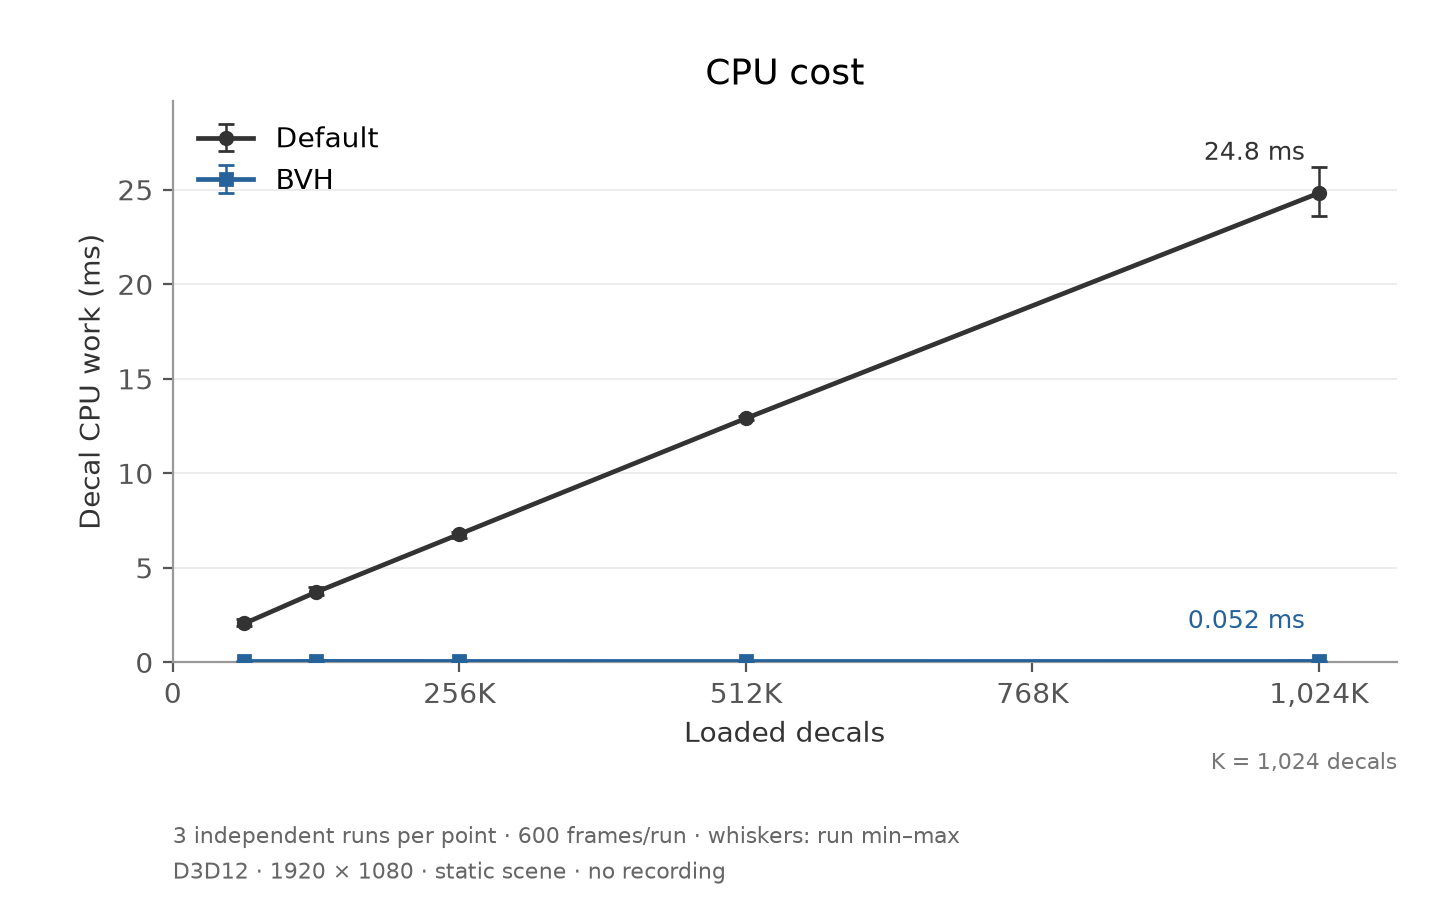 CPU cost
Default
BVH
24.8 ms
0.052 ms
Decal CPU work (ms)
25
20
15
10
5
0
0 256K 512K 768K 1,024K
Loaded decals
K = 1,024 decals
3 independent runs per point · 600 frames/run · whiskers: run min–max
D3D12 · 1920 × 1080 · static scene · no recording